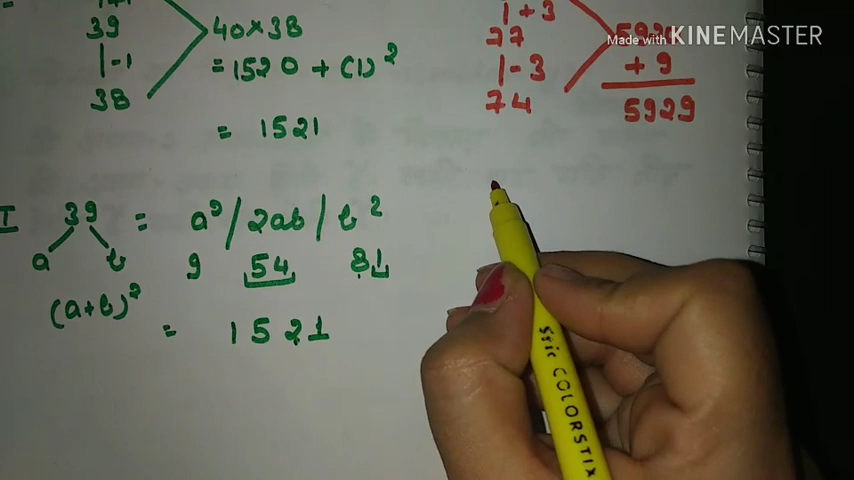 39
|-1
38
40×38
=1520 + (1)²
= 1521
1+3
77
1-3
74
+ 9
5929
Made with KINEMASTER
I 39 = a²/2ab/b²
a b 9 54 81
(a+b)²
= 1521
Stic COLORSTIX